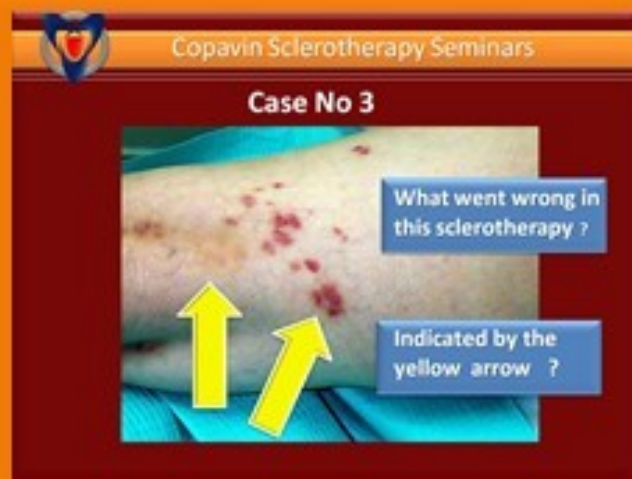 Copavin Sclerotherapy Seminars
Case No 3
What went wrong in
this sclerotherapy ?
Indicated by the
yellow arrow ?